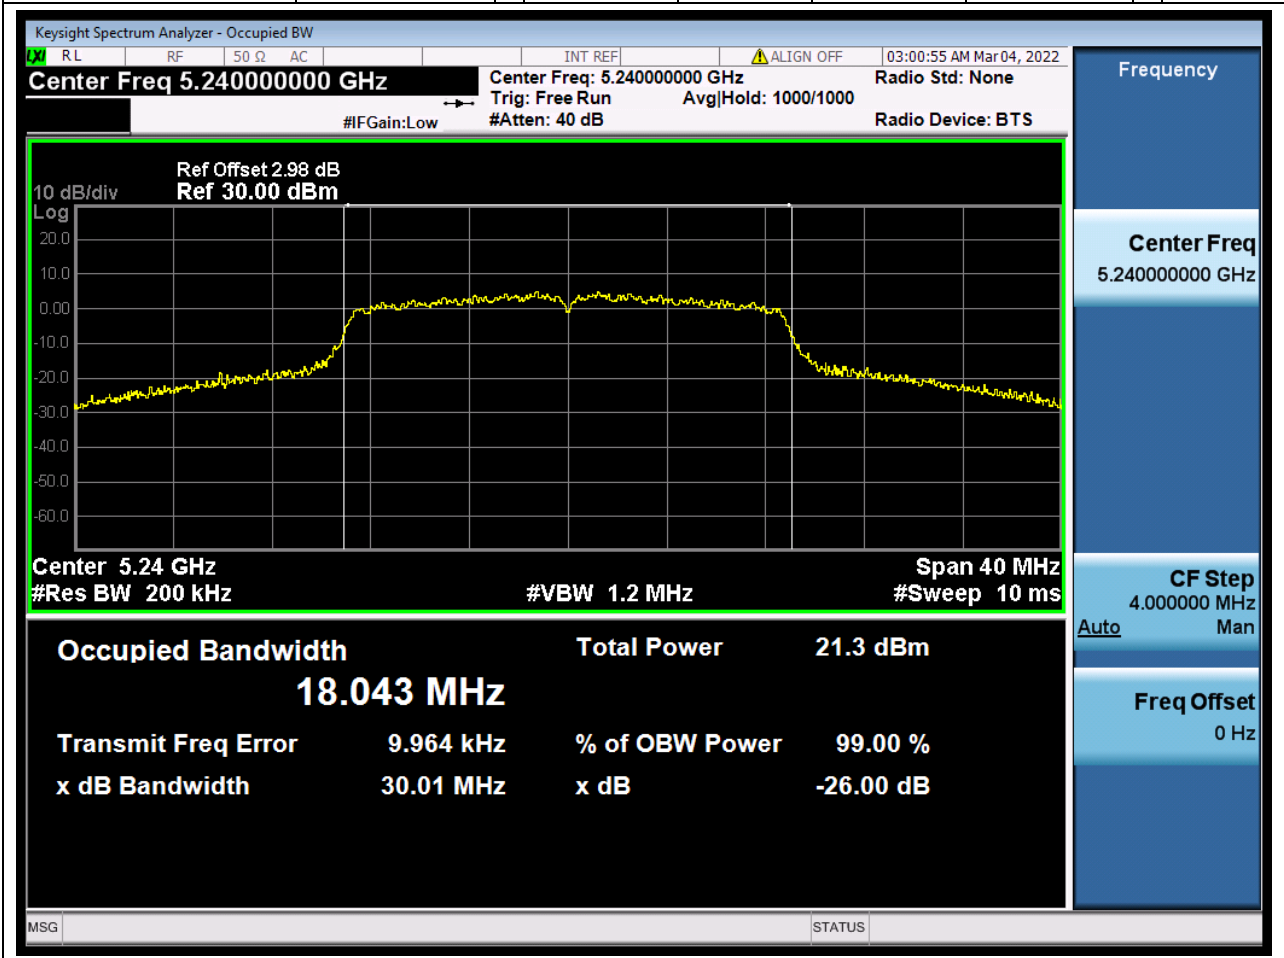 Keysight Spectrum Analyzer - Occupied BW
LXI RL RF 50 Ω AC INT REF ALIGN OFF 03:00:55 AM Mar 04, 2022
Center Freq 5.240000000 GHz
Center Freq: 5.240000000 GHz Radio Std: None
Trig: Free Run Avg|Hold: 1000/1000
#IFGain:Low #Atten: 40 dB Radio Device: BTS
Ref Offset 2.98 dB
10 dB/div Ref 30.00 dBm
Log
20.0
10.0
0.00
-10.0
-20.0
-30.0
-40.0
-50.0
-60.0
Center 5.24 GHz Span 40 MHz
#Res BW 200 kHz #VBW 1.2 MHz #Sweep 10 ms
Occupied Bandwidth Total Power 21.3 dBm
18.043 MHz
Transmit Freq Error 9.964 kHz % of OBW Power 99.00 %
x dB Bandwidth 30.01 MHz x dB -26.00 dB
MSG STATUS
Frequency
Center Freq
5.240000000 GHz
CF Step
4.000000 MHz
Auto Man
Freq Offset
0 Hz